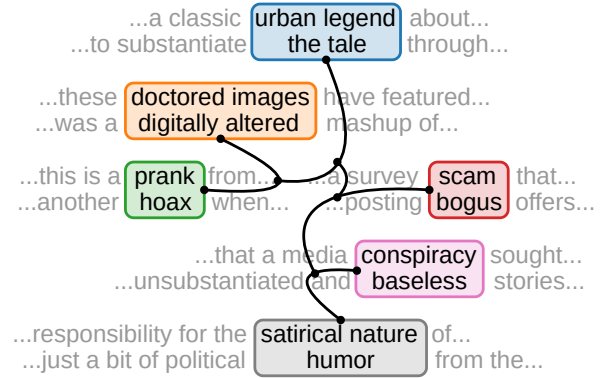 ...a classic urban legend about...
...to substantiate the tale through...
...these doctored images have featured...
...was a digitally altered mashup of...
...this is a prank from...
...another hoax when...
...a survey scam that...
...posting bogus offers...
...that a media conspiracy sought...
...unsubstantiated and baseless stories...
...responsibility for the satirical nature of...
...just a bit of political humor from the...